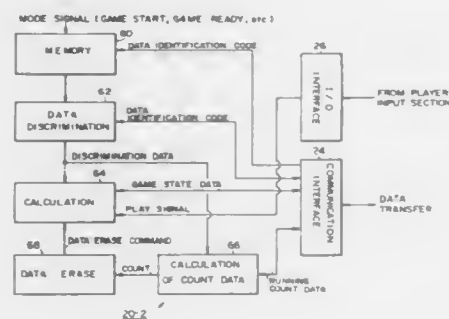 MODE SIGNAL (GAME START, GAME READY, etc)
60
MEMORY
DATA IDENTIFICATION CODE
26
I/O INTERFACE
FROM PLAYER INPUT SECTION
62
DATA DISCRIMINATION
DATA IDENTIFICATION CODE
DISCRIMINATION DATA
24
COMMUNICATION INTERFACE
64
CALCULATION
GAME STATE DATA
PLAY SIGNAL
DATA TRANSFER
DATA ERASE COMMAND
68
DATA ERASE
COUNT
66
CALCULATION OF COUNT DATA
RUNNING COUNT DATA
20-2